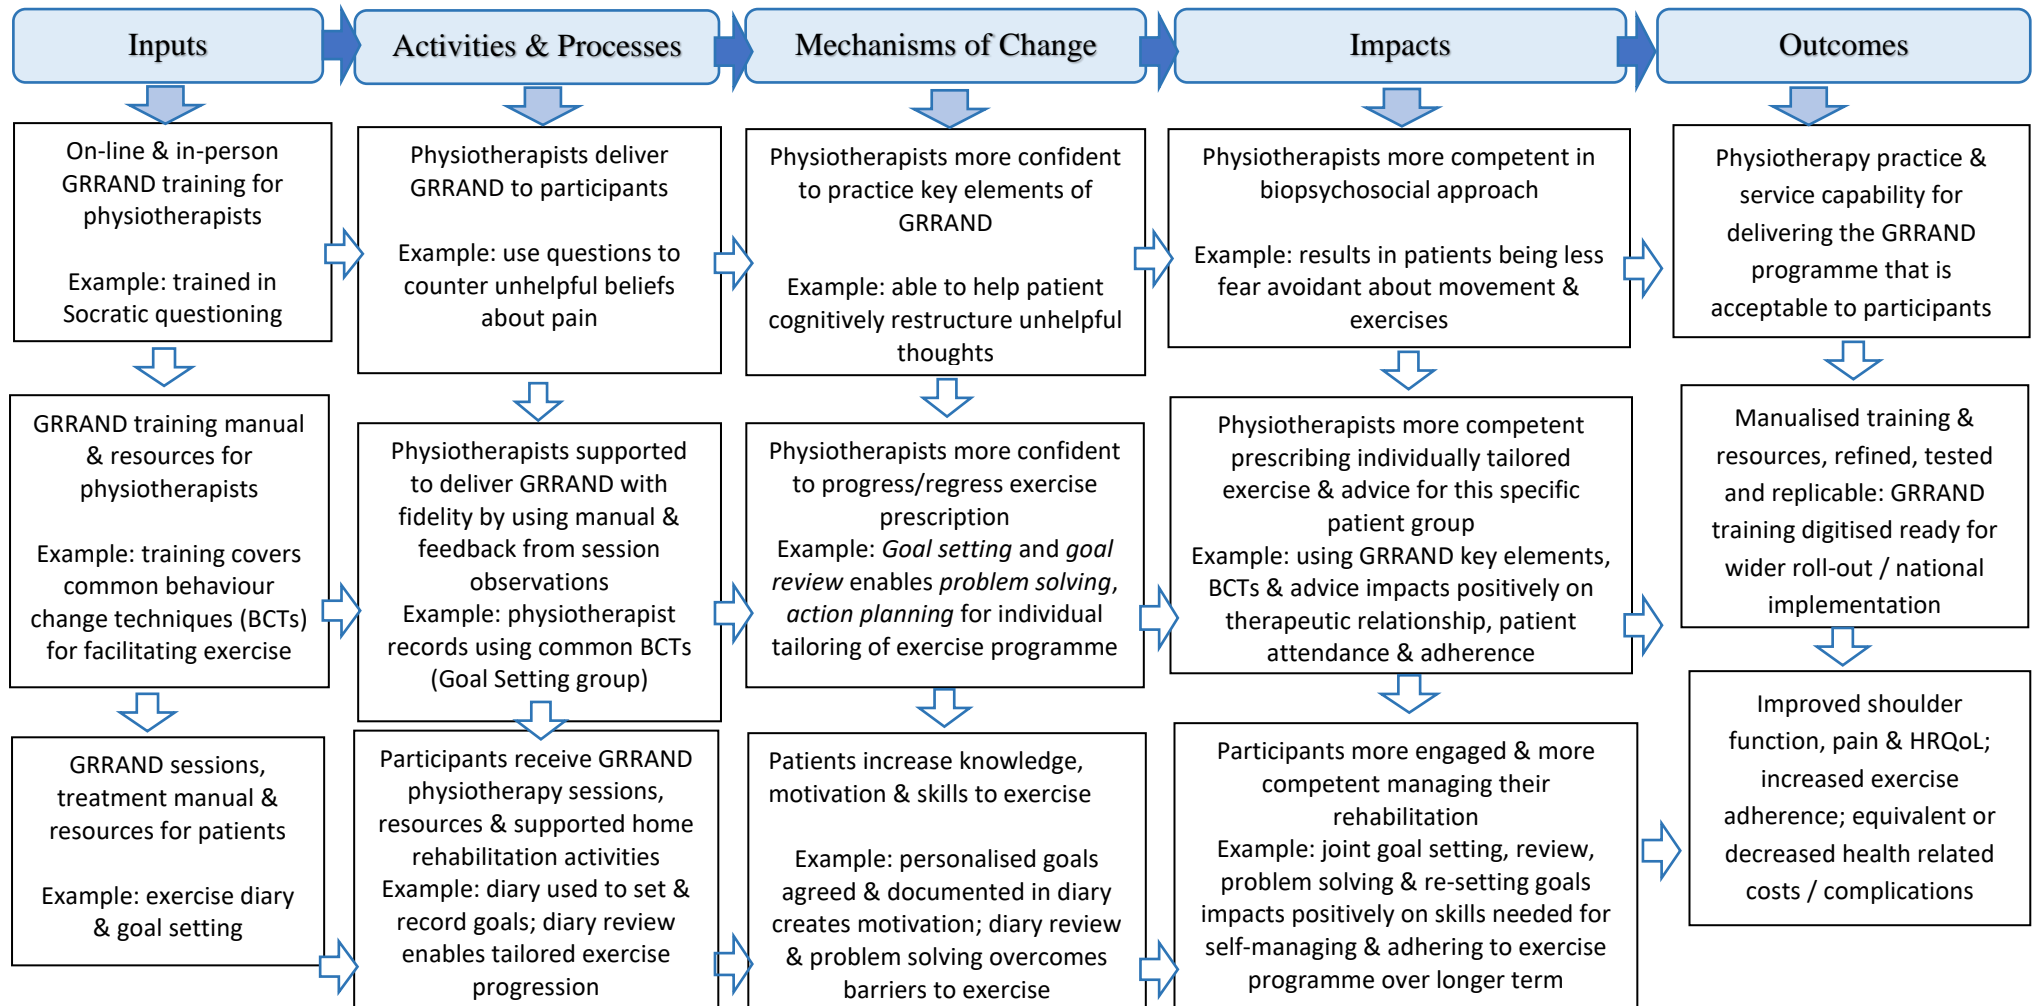 Inputs
Activities & Processes
Mechanisms of Change
Impacts
Outcomes
On-line & in-person
GRRAND training for
physiotherapists
Example: trained in
Socratic questioning
Physiotherapists deliver
GRRAND to participants
Example: use questions to
counter unhelpful beliefs
about pain
Physiotherapists more confident
to practice key elements of
GRRAND
Example: able to help patient
cognitively restructure unhelpful
thoughts
Physiotherapists more competent in
biopsychosocial approach
Example: results in patients being less
fear avoidant about movement &
exercises
Physiotherapy practice &
service capability for
delivering the GRRAND
programme that is
acceptable to participants
GRRAND training manual
& resources for
physiotherapists
Example: training covers
common behaviour
change techniques (BCTs)
for facilitating exercise
Physiotherapists supported
to deliver GRRAND with
fidelity by using manual &
feedback from session
observations
Example: physiotherapist
records using common BCTs
(Goal Setting group)
Physiotherapists more confident
to progress/regress exercise
prescription
Example: Goal setting and goal
review enables problem solving,
action planning for individual
tailoring of exercise programme
Physiotherapists more competent
prescribing individually tailored
exercise & advice for this specific
patient group
Example: using GRRAND key elements,
BCTs & advice impacts positively on
therapeutic relationship, patient
attendance & adherence
Manualised training &
resources, refined, tested
and replicable: GRRAND
training digitised ready for
wider roll-out / national
implementation
GRRAND sessions,
treatment manual &
resources for patients
Example: exercise diary
& goal setting
Participants receive GRRAND
physiotherapy sessions,
resources & supported home
rehabilitation activities
Example: diary used to set &
record goals; diary review
enables tailored exercise
progression
Patients increase knowledge,
motivation & skills to exercise
Example: personalised goals
agreed & documented in diary
creates motivation; diary review
& problem solving overcomes
barriers to exercise
Participants more engaged & more
competent managing their
rehabilitation
Example: joint goal setting, review,
problem solving & re-setting goals
impacts positively on skills needed for
self-managing & adhering to exercise
programme over longer term
Improved shoulder
function, pain & HRQoL;
increased exercise
adherence; equivalent or
decreased health related
costs / complications